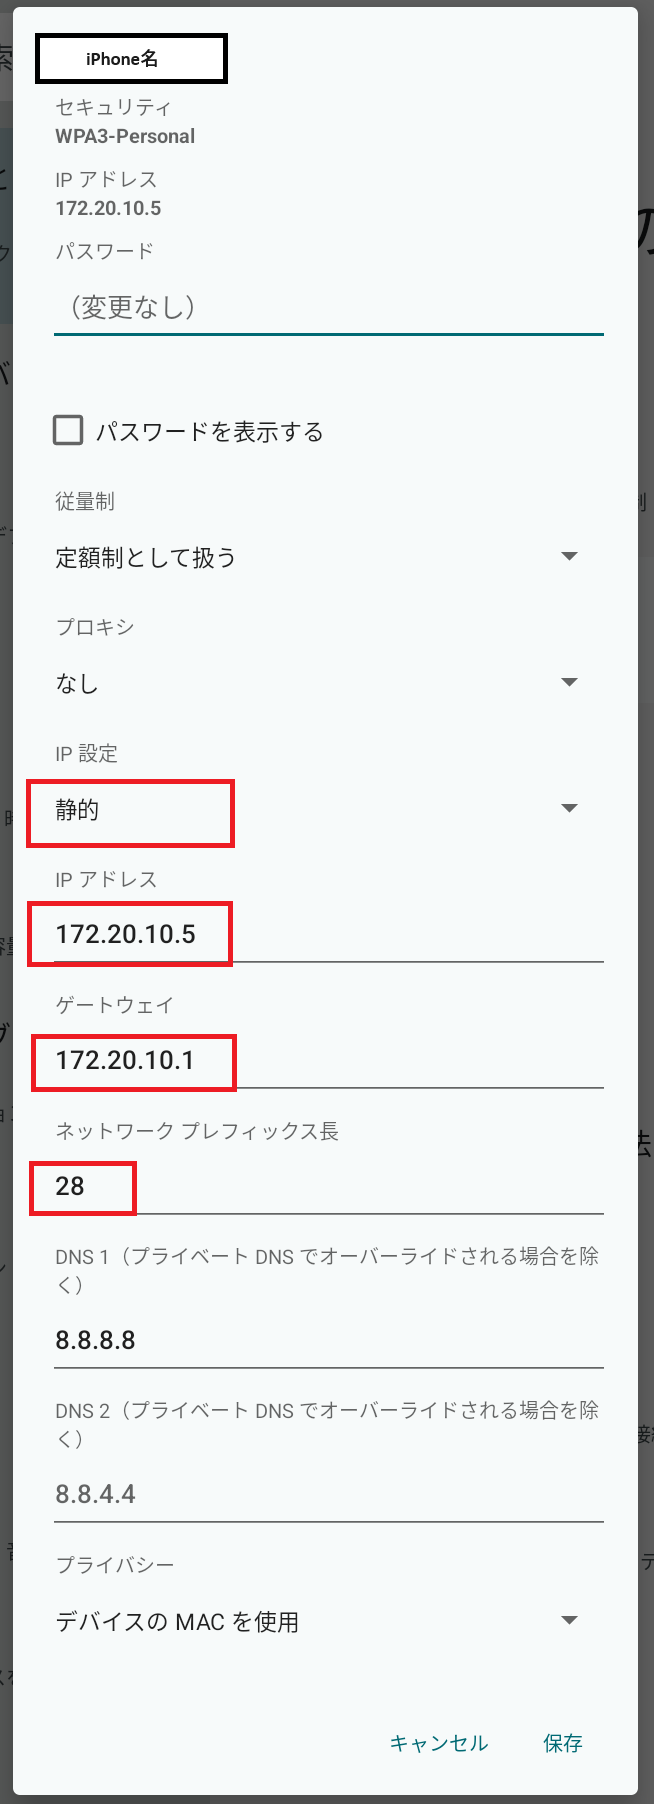 iPhone名
セキュリティ
WPA3-Personal
IP アドレス
172.20.10.5
パスワード
（変更なし）
パスワードを表示する
従量制
定額制として扱う
プロキシ
なし
IP 設定
静的
IP アドレス
172.20.10.5
ゲートウェイ
172.20.10.1
ネットワーク プレフィックス長
28
DNS 1（プライベート DNS でオーバーライドされる場合を除
く）
8.8.8.8
DNS 2（プライベート DNS でオーバーライドされる場合を除
く）
8.8.4.4
プライバシー
デバイスの MAC を使用
キャンセル
保存